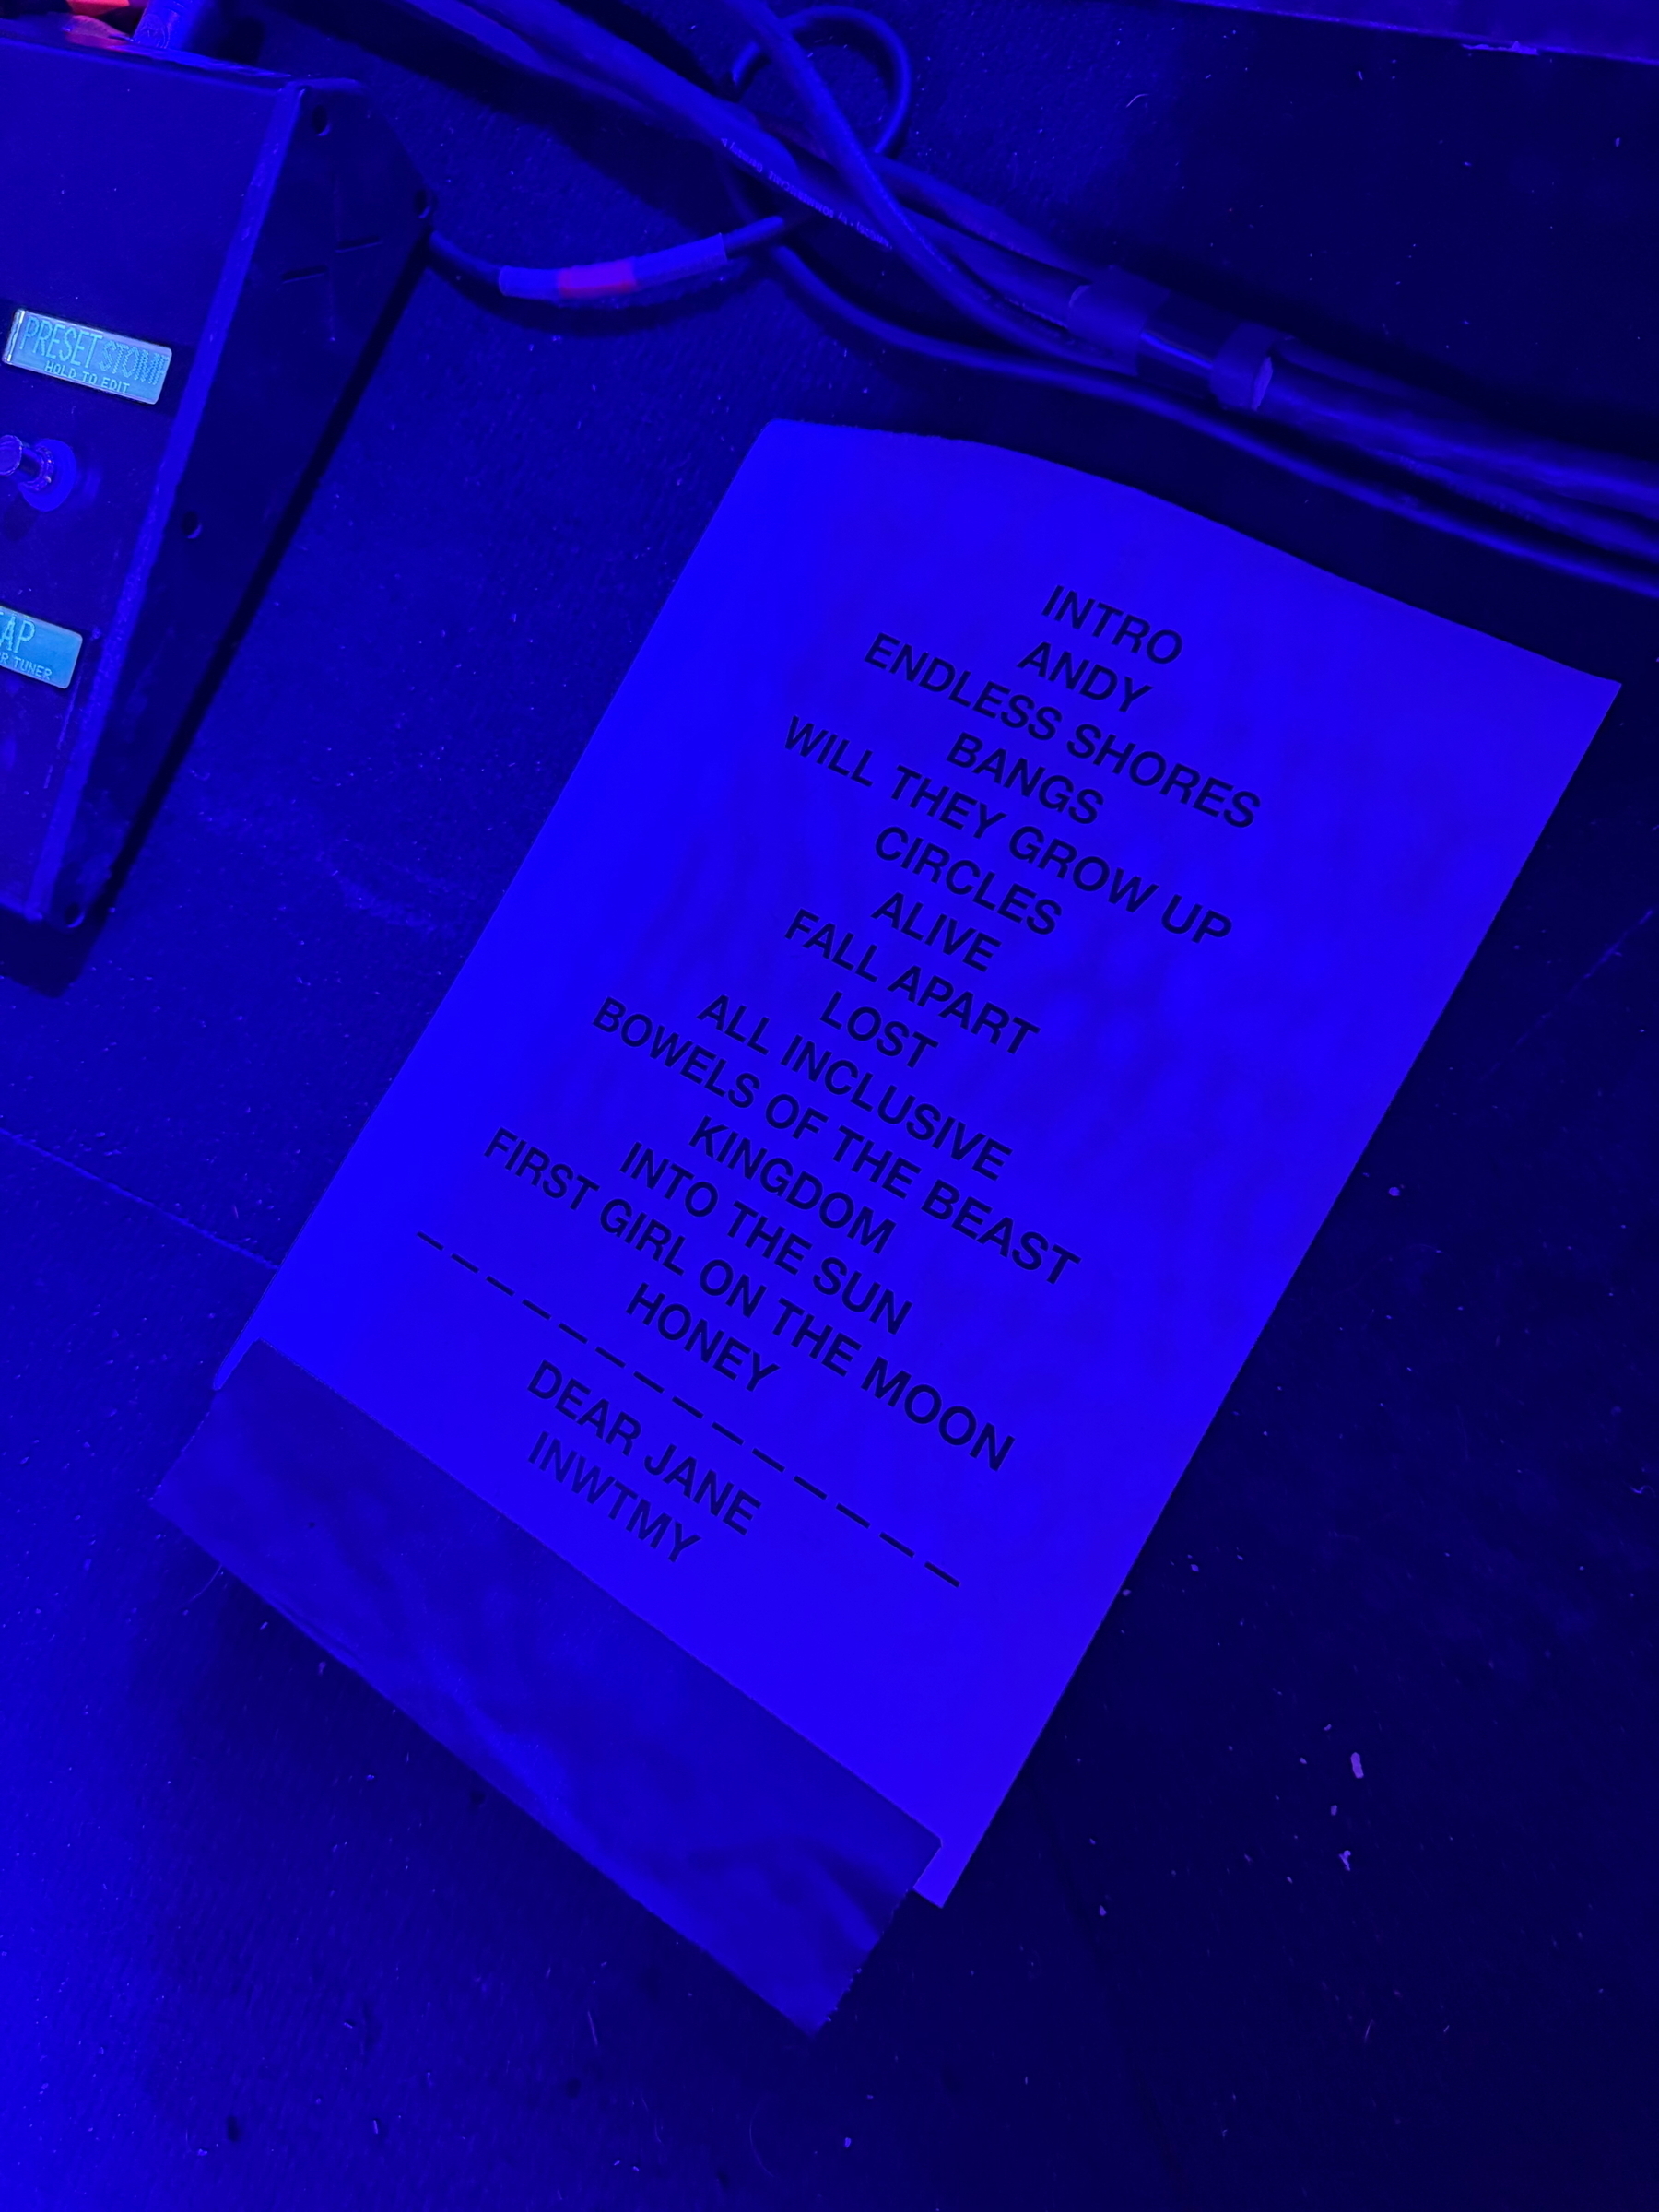 PRESET STOMP
HOLD TO EDIT
TUNER
INTRO
ANDY
ENDLESS SHORES
BANGS
WILL THEY GROW UP
CIRCLES
ALIVE
FALL APART
LOST
ALL INCLUSIVE
BOWELS OF THE BEAST
KINGDOM
INTO THE SUN
FIRST GIRL ON THE MOON
HONEY
— — — — — — — — — — — — — — —
DEAR JANE
INWTMY